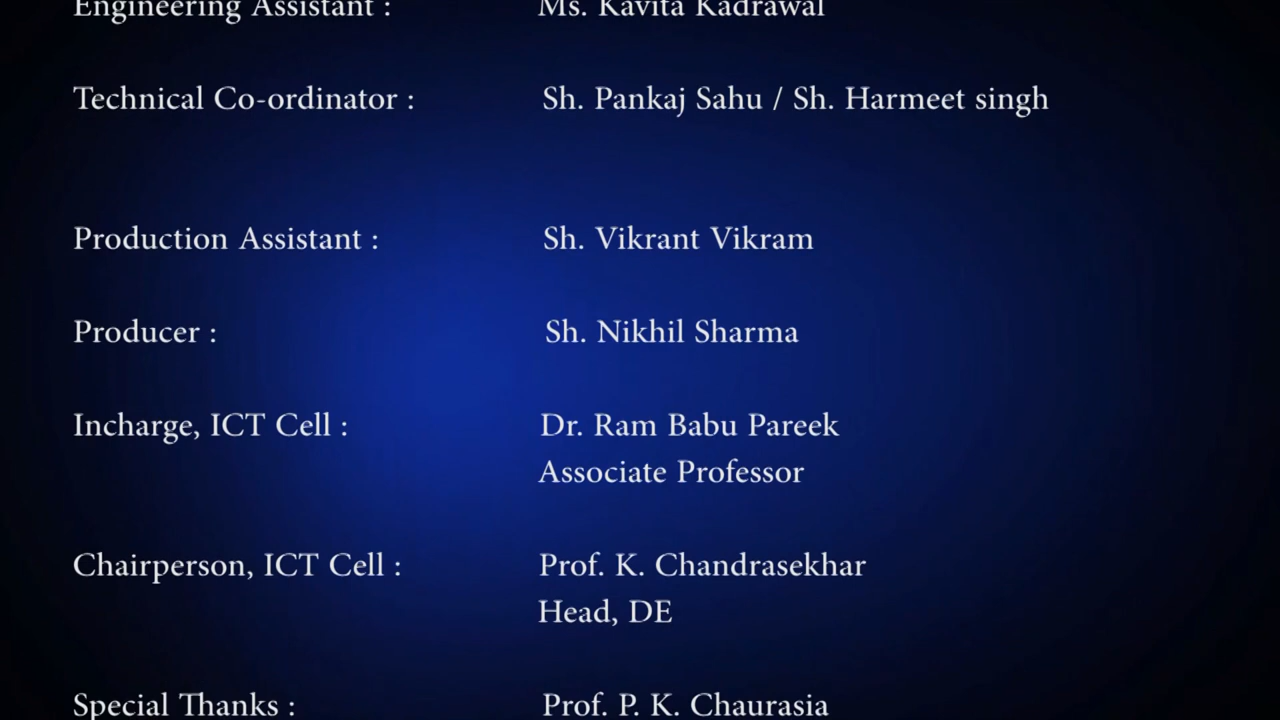 Engineering Assistant : Ms. Kavita Kadrawal
Technical Co-ordinator : Sh. Pankaj Sahu / Sh. Harmeet singh
Production Assistant : Sh. Vikrant Vikram
Producer : Sh. Nikhil Sharma
Incharge, ICT Cell : Dr. Ram Babu Pareek
Associate Professor
Chairperson, ICT Cell : Prof. K. Chandrasekhar
Head, DE
Special Thanks : Prof. P. K. Chaurasia